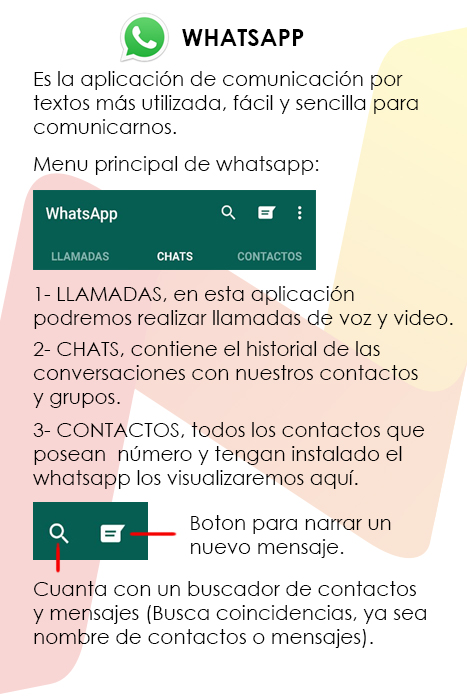 WHATSAPP
Es la aplicación de comunicación por
textos más utilizada, fácil y sencilla para
comunicarnos.
Menu principal de whatsapp:
WhatsApp
LLAMADAS CHATS CONTACTOS
1- LLAMADAS, en esta aplicación
podremos realizar llamadas de voz y video.
2- CHATS, contiene el historial de las
conversaciones con nuestros contactos
y grupos.
3- CONTACTOS, todos los contactos que
posean número y tengan instalado el
whatsapp los visualizaremos aquí.
Boton para narrar un
nuevo mensaje.
Cuanta con un buscador de contactos
y mensajes (Busca coincidencias, ya sea
nombre de contactos o mensajes).